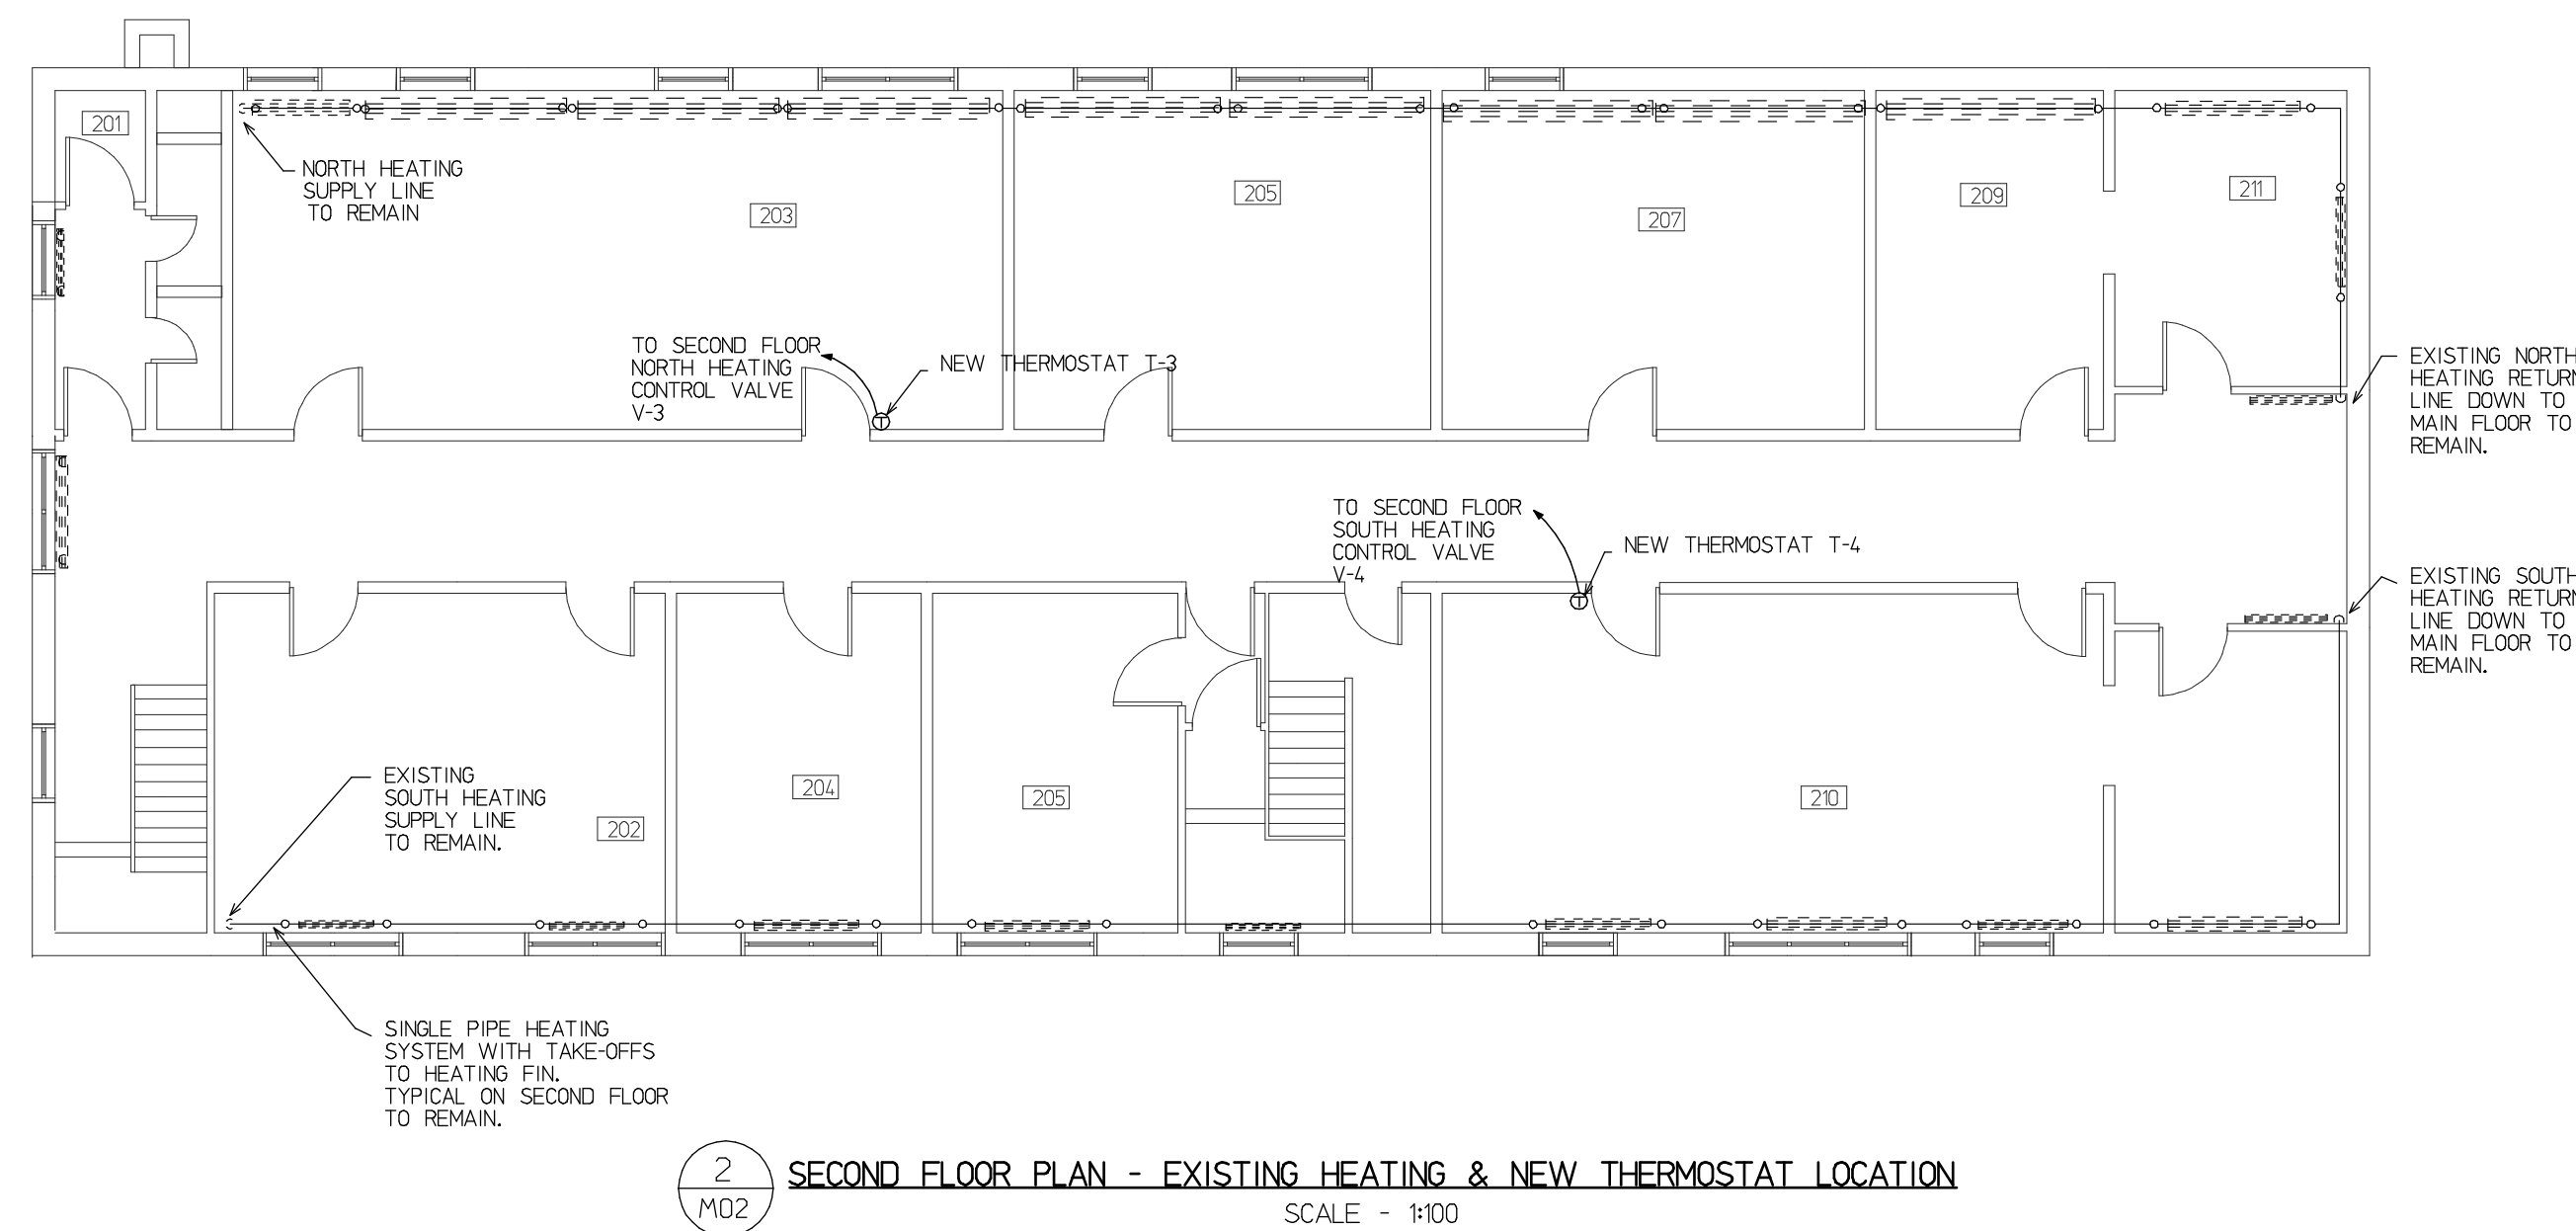 201
NORTH HEATING
SUPPLY LINE
TO REMAIN
203
205
207
209
211
TO SECOND FLOOR
NORTH HEATING
CONTROL VALVE
V-3
NEW THERMOSTAT T-3
T
EXISTING NORTH
HEATING RETURN
LINE DOWN TO
MAIN FLOOR TO
REMAIN.
TO SECOND FLOOR
SOUTH HEATING
CONTROL VALVE
V-4
NEW THERMOSTAT T-4
T
EXISTING SOUTH
HEATING RETURN
LINE DOWN TO
MAIN FLOOR TO
REMAIN.
EXISTING
SOUTH HEATING
SUPPLY LINE
TO REMAIN.
202
204
205
210
SINGLE PIPE HEATING
SYSTEM WITH TAKE-OFFS
TO HEATING FIN.
TYPICAL ON SECOND FLOOR
TO REMAIN.
2
M02
SECOND FLOOR PLAN - EXISTING HEATING & NEW THERMOSTAT LOCATION
SCALE - 1:100